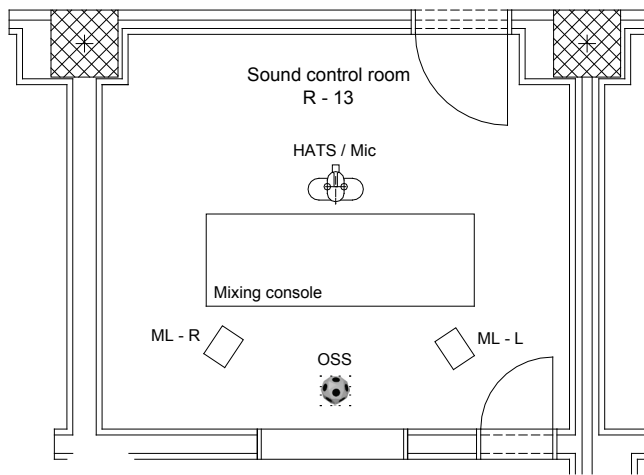 Sound control room
R - 13
HATS / Mic
Mixing console
ML - R
ML - L
OSS